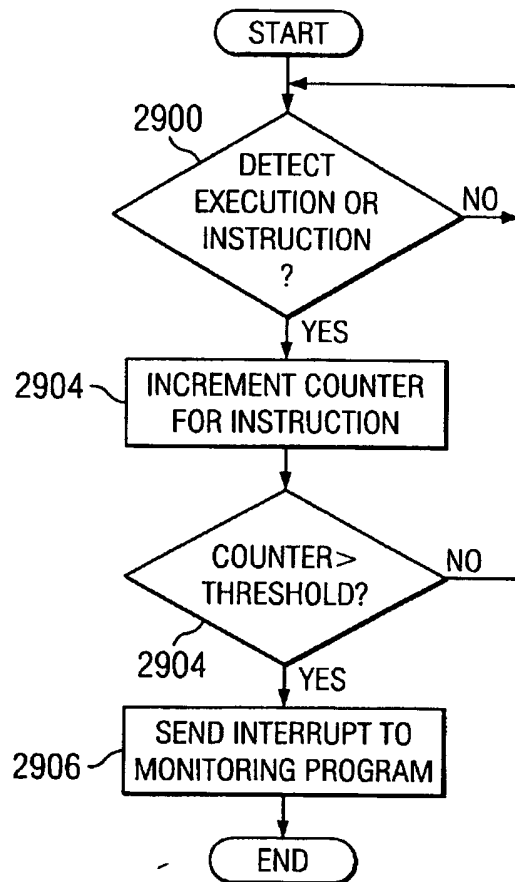 START
2900
DETECT
EXECUTION OR
INSTRUCTION
?
NO
YES
2904
INCREMENT COUNTER
FOR INSTRUCTION
COUNTER>
THRESHOLD?
NO
2904
YES
2906
SEND INTERRUPT TO
MONITORING PROGRAM
END